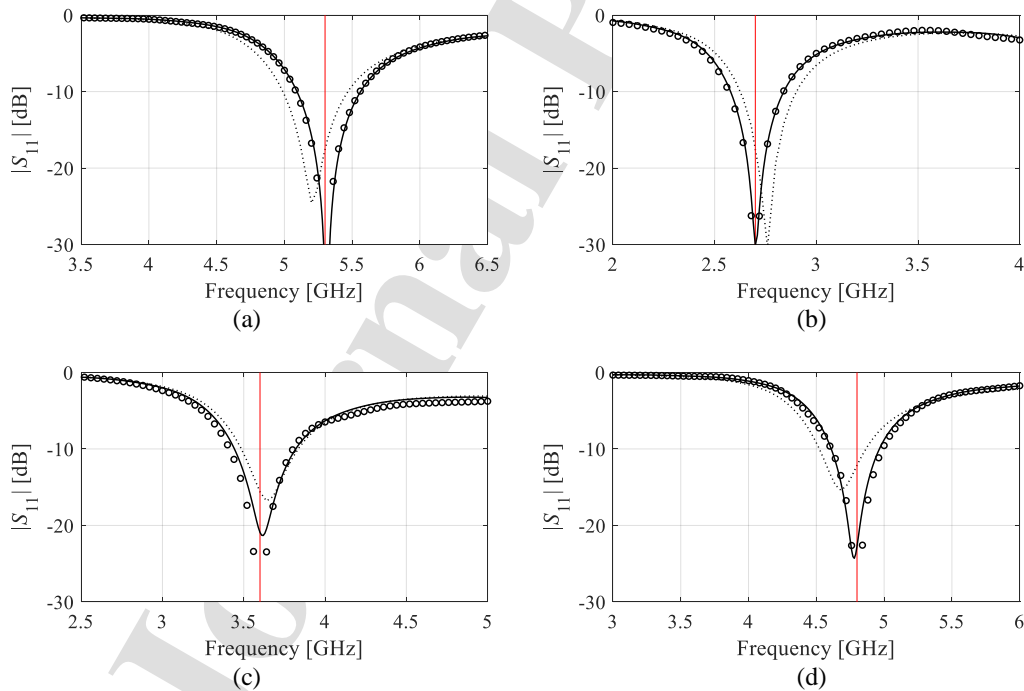 0
-10
-20
-30
|S11| [dB]
3.5 4 4.5 5 5.5 6 6.5
Frequency [GHz]
(a)
0
-10
-20
-30
|S11| [dB]
2 2.5 3 3.5 4
Frequency [GHz]
(b)
0
-10
-20
-30
|S11| [dB]
2.5 3 3.5 4 4.5 5
Frequency [GHz]
(c)
0
-10
-20
-30
|S11| [dB]
3 3.5 4 4.5 5 5.5 6
Frequency [GHz]
(d)